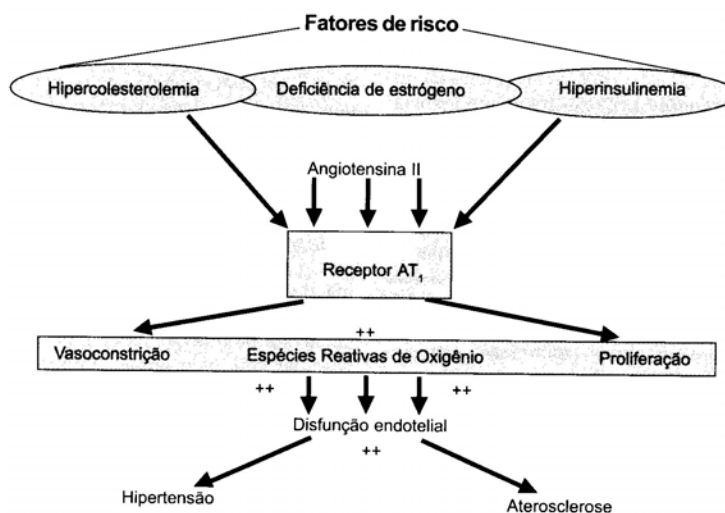 Fatores de risco
Hipercolesterolemia Deficiência de estrógeno Hiperinsulinemia
Angiotensina II
Receptor AT₁
++
Vasoconstrição Espécies Reativas de Oxigênio Proliferação
++ ++
Disfunção endotelial
++
Hipertensão Aterosclerose